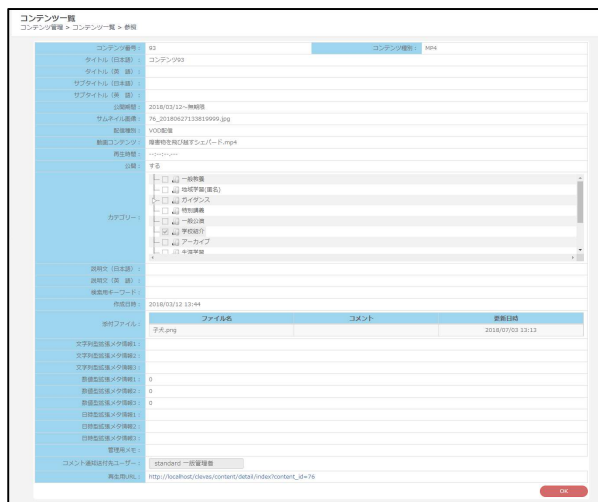 コンテンツ一覧
コンテンツ管理 > コンテンツ一覧 > 参照
コンテンツ番号： 93 コンテンツ種別： MP4
タイトル（日本語）： コンテンツ93
タイトル（英　語）：
サブタイトル（日本語）：
サブタイトル（英　語）：
公開期間： 2018/03/12～無期限
サムネイル画像： 76_20180627133819999.jpg
配信種別： VOD配信
動画コンテンツ： 障害物を飛び越すシェパード.mp4
再生時間： --:--:--.---
公開： する
カテゴリー：
一般教養
地域学習(匿名)
ガイダンス
特別講義
一般公演
学校紹介
アーカイブ
生涯学習
説明文（日本語）：
説明文（英　語）：
検索用キーワード：
作成日時： 2018/03/12 13:44
添付ファイル：
ファイル名 コメント 更新日時
子犬.png 2018/07/03 13:13
文字列型拡張メタ情報1：
文字列型拡張メタ情報2：
文字列型拡張メタ情報3：
数値型拡張メタ情報1： 0
数値型拡張メタ情報2： 0
数値型拡張メタ情報3： 0
日時型拡張メタ情報1：
日時型拡張メタ情報2：
日時型拡張メタ情報3：
管理用メモ：
コメント通知送付先ユーザー： standard 一般管理者
再生用URL： http://localhost/clevas/content/detail/index?content_id=76
OK